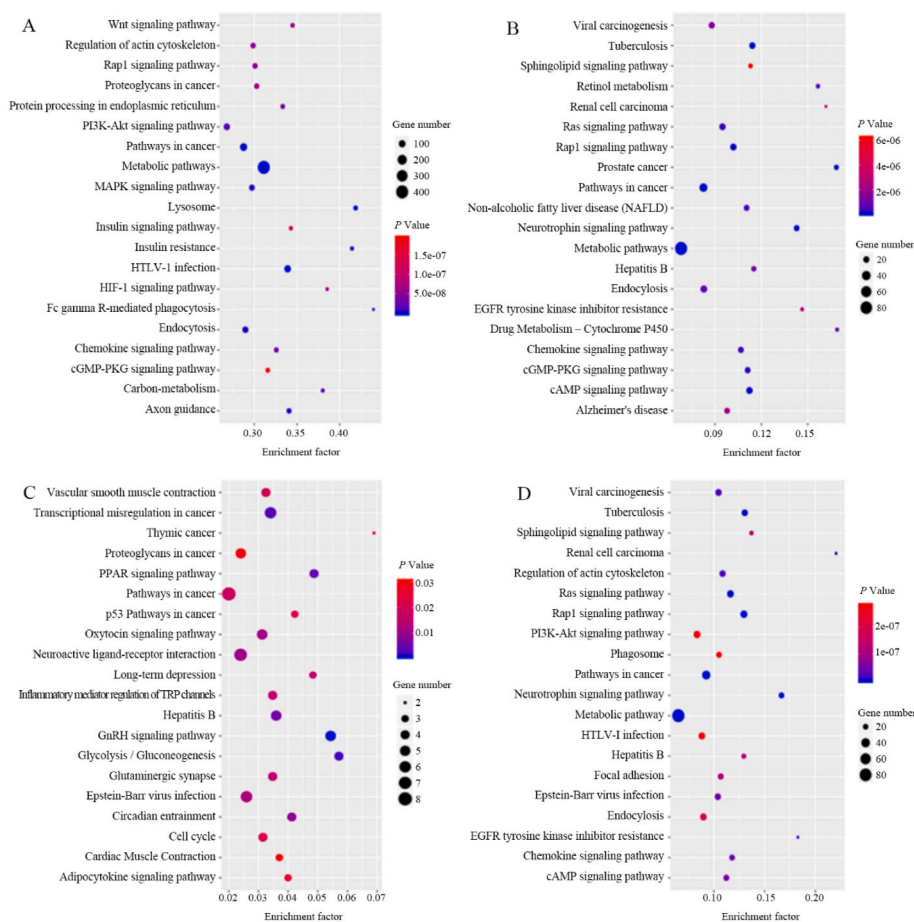 A
Wnt signaling pathway
Regulation of actin cytoskeleton
Rap1 signaling pathway
Proteoglycans in cancer
Protein processing in endoplasmic reticulum
PI3K-Akt signaling pathway
Pathways in cancer
Metabolic pathways
MAPK signaling pathway
Lysosome
Insulin signaling pathway
Insulin resistance
HTLV-1 infection
HIF-1 signaling pathway
Fc gamma R-mediated phagocytosis
Endocytosis
Chemokine signaling pathway
cGMP-PKG signaling pathway
Carbon-metabolism
Axon guidance
0.30 0.35 0.40
Enrichment factor
Gene number
100
200
300
400
P Value
1.5e-07
1.0e-07
5.0e-08
B
Viral carcinogenesis
Tuberculosis
Sphingolipid signaling pathway
Retinol metabolism
Renal cell carcinoma
Ras signaling pathway
Rap1 signaling pathway
Prostate cancer
Pathways in cancer
Non-alcoholic fatty liver disease (NAFLD)
Neurotrophin signaling pathway
Metabolic pathways
Hepatitis B
Endocylosis
EGFR tyrosine kinase inhibitor resistance
Drug Metabolism – Cytochrome P450
Chemokine signaling pathway
cGMP-PKG signaling pathway
cAMP signaling pathway
Alzheimer's disease
0.09 0.12 0.15
Enrichment factor
P Value
6e-06
2e-06
Gene number
20
40
60
80
C
Vascular smooth muscle contraction
Transcriptional misregulation in cancer
Thymic cancer
Proteoglycans in cancer
PPAR signaling pathway
Pathways in cancer
p53 Pathways in cancer
Oxytocin signaling pathway
Neuroactive ligand-receptor interaction
Long-term depression
Inflammatory mediator regulation of TRP channels
Hepatitis B
GnRH signaling pathway
Glycolysis / Gluconeogenesis
Glutaminergic synapse
Epstein-Barr virus infection
Circadian entrainment
Cell cycle
Cardiac Muscle Contraction
Adipocytokine signaling pathway
0.02 0.03 0.04 0.05 0.06 0.07
Enrichment factor
P Value
0.03
0.02
0.01
Gene number
2
3
4
5
6
7
8
D
Viral carcinogenesis
Tuberculosis
Sphingolipid signaling pathway
Renal cell carcinoma
Regulation of actin cytoskeleton
Ras signaling pathway
Rap1 signaling pathway
PI3K-Akt signaling pathway
Phagosome
Pathways in cancer
Neurotrophin signaling pathway
Metabolic pathway
HTLV-I infection
Hepatitis B
Focal adhesion
Epstein-Barr virus infection
Endocylosis
EGFR tyrosine kinase inhibitor resistance
Chemokine signaling pathway
cAMP signaling pathway
0.10 0.15 0.20
Enrichment factor
P Value
2e-07
1e-07
Gene number
20
40
60
80